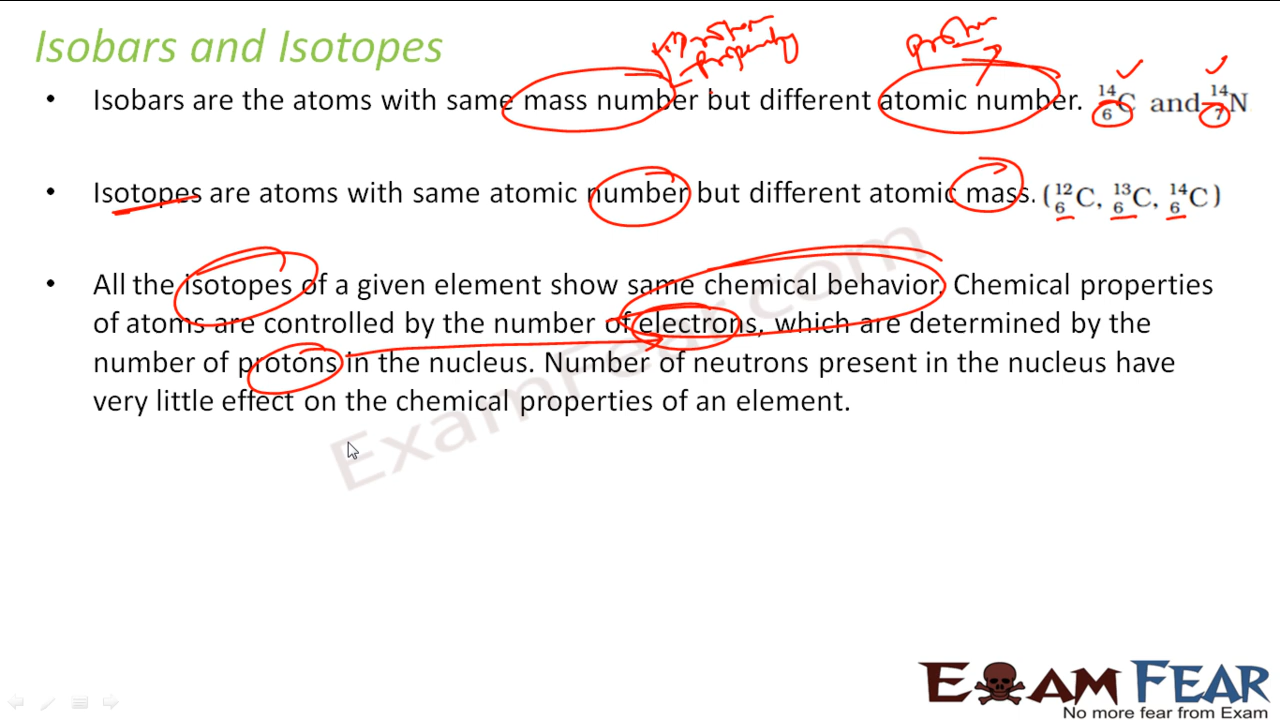 Isobars and Isotopes
proton
• Isobars are the atoms with same mass number but different atomic number. ¹⁴₆C and ¹⁴₇N
• Isotopes are atoms with same atomic number but different atomic mass. (¹²₆C, ¹³₆C, ¹⁴₆C)
• All the isotopes of a given element show same chemical behavior. Chemical properties
of atoms are controlled by the number of electrons, which are determined by the
number of protons in the nucleus. Number of neutrons present in the nucleus have
very little effect on the chemical properties of an element.
ExamFear.com
EXAM FEAR
No more fear from Exam